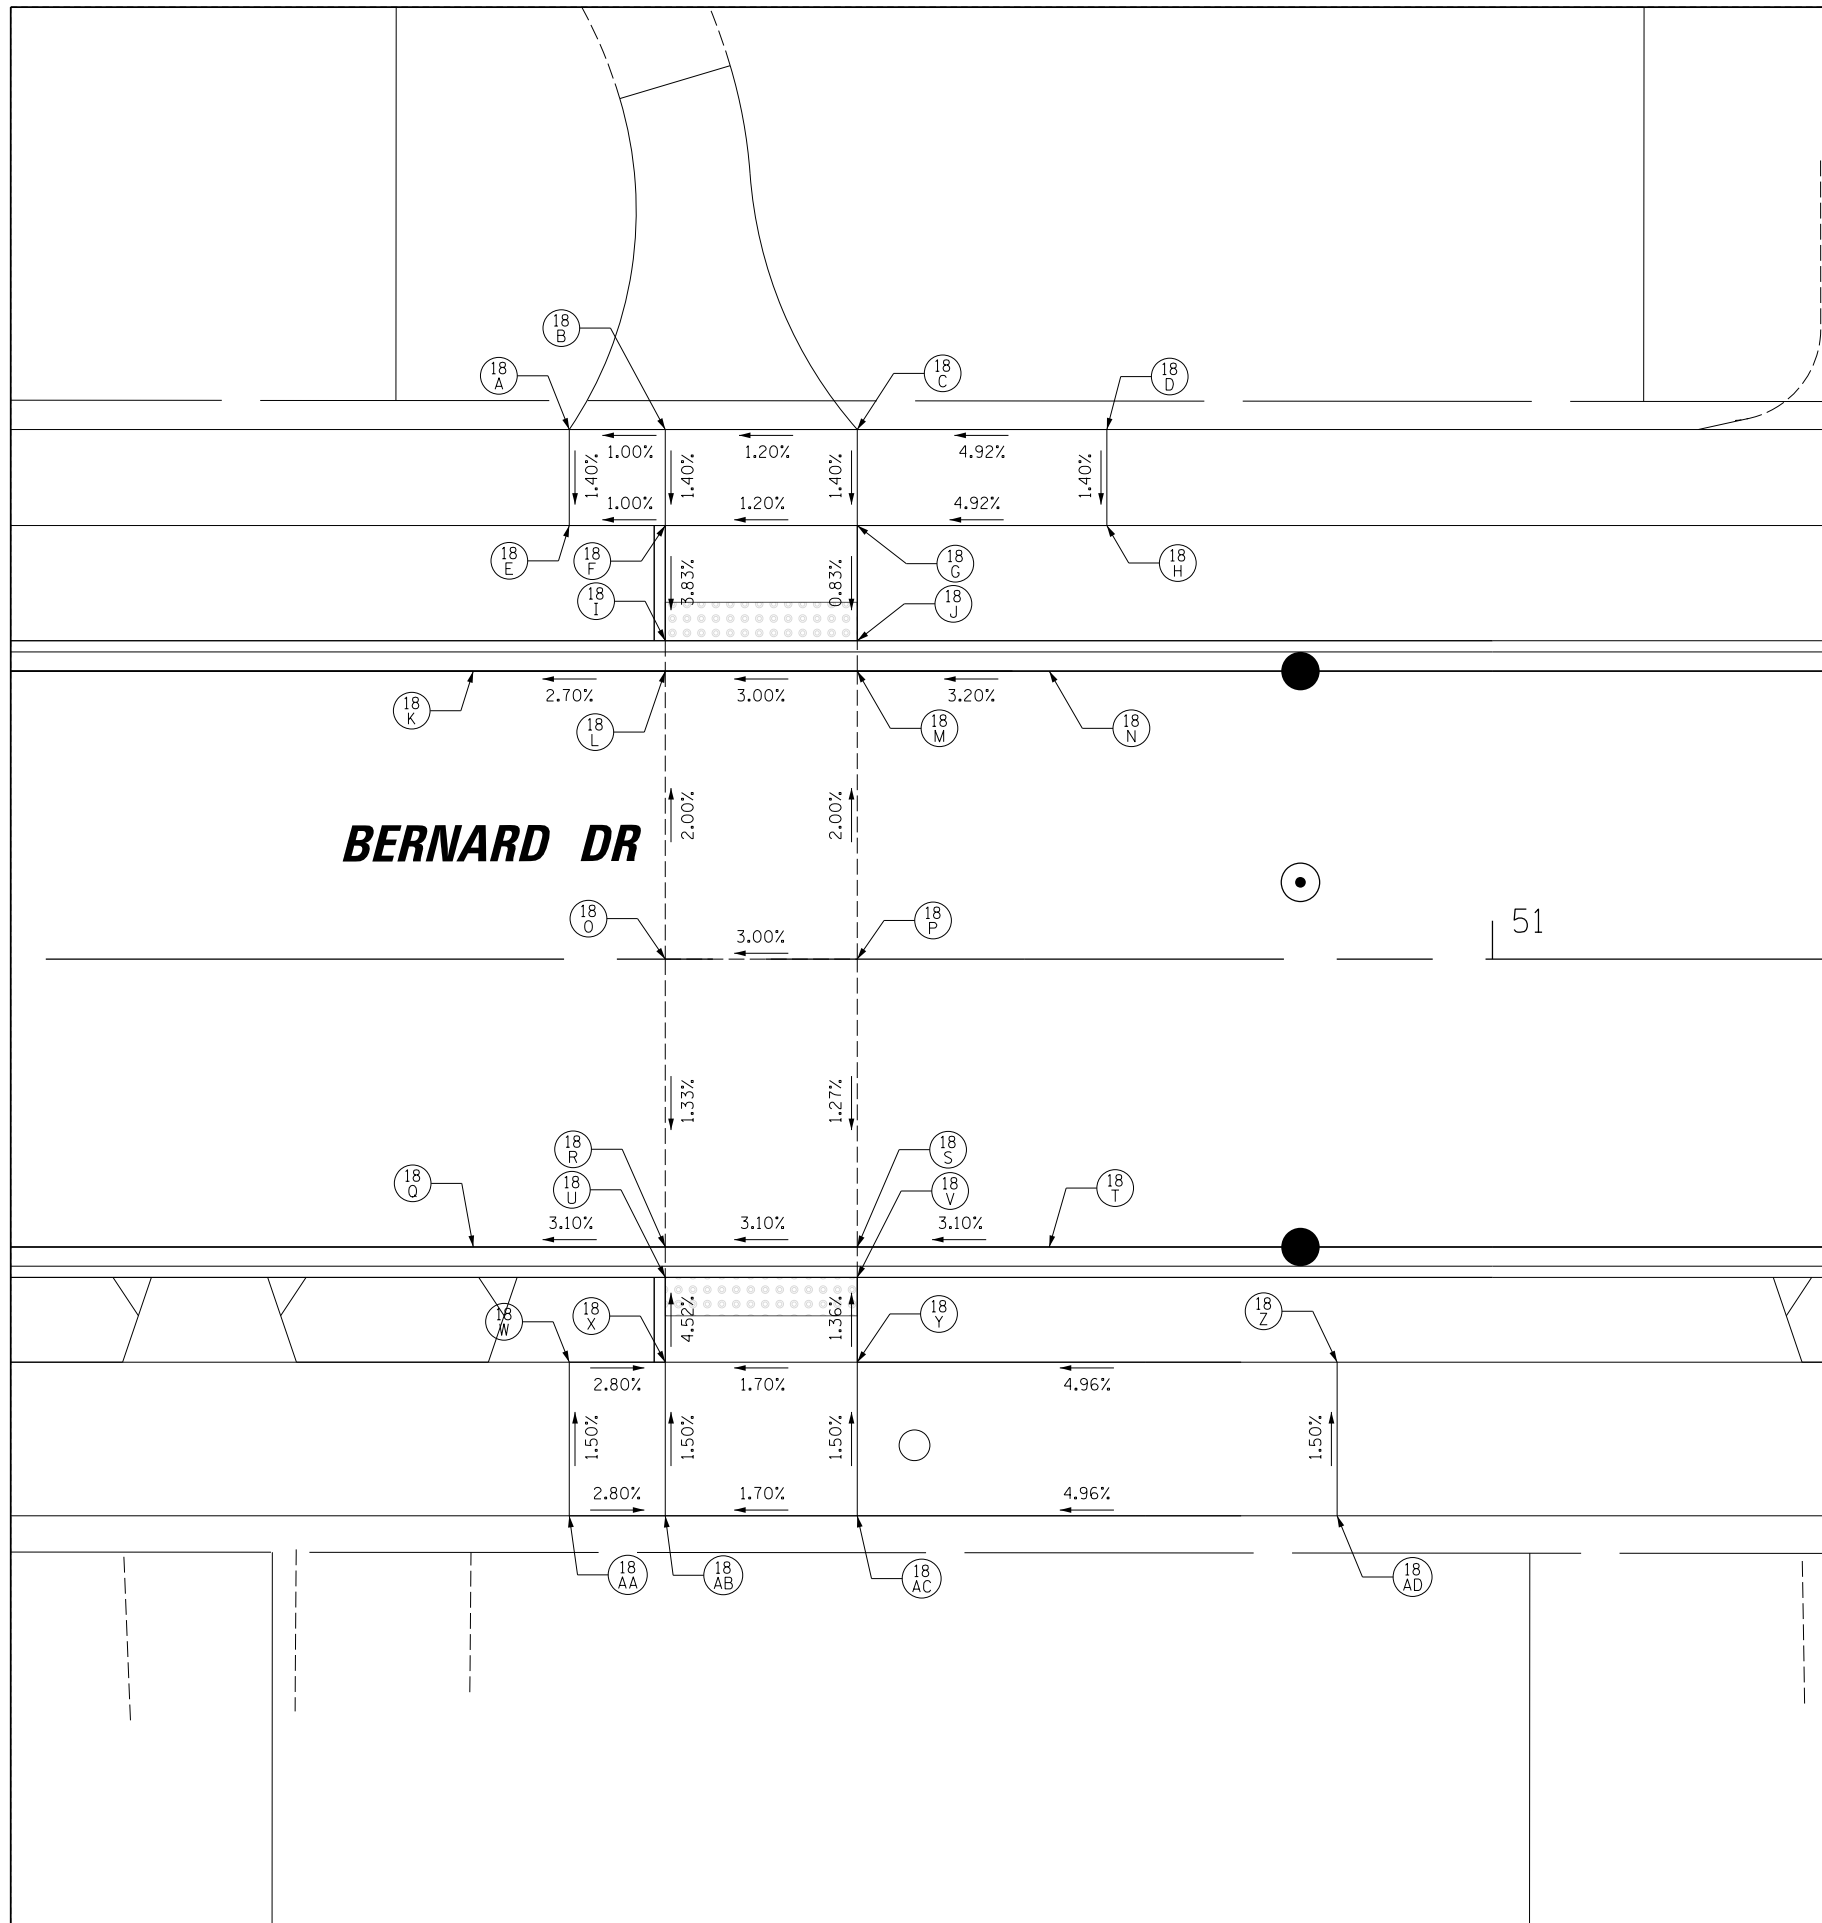 18
B
18
A
18
C
18
D
1.00%
1.20%
4.92%
1.40%
1.40%
1.40%
1.40%
1.00%
1.20%
4.92%
18
E
18
F
18
G
18
H
3.83%
0.83%
18
I
18
J
2.70%
3.00%
3.20%
18
K
18
L
18
M
18
N
2.00%
2.00%
BERNARD DR
18
O
18
P
51
3.00%
1.33%
1.27%
18
R
18
S
18
Q
18
U
18
V
18
T
3.10%
3.10%
3.10%
18
W
18
X
4.52%
1.36%
18
Y
18
Z
2.80%
1.70%
4.96%
1.50%
1.50%
1.50%
1.50%
2.80%
1.70%
4.96%
18
AA
18
AB
18
AC
18
AD